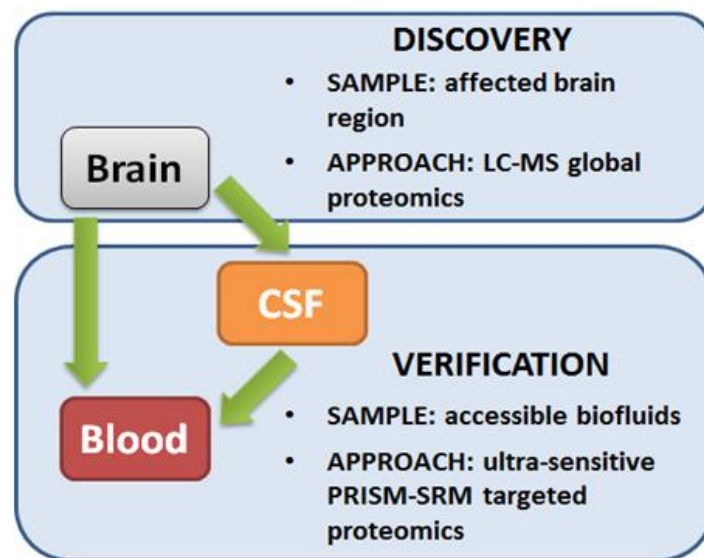 DISCOVERY
• SAMPLE: affected brain
region
• APPROACH: LC-MS global
proteomics
Brain
CSF
Blood
VERIFICATION
• SAMPLE: accessible biofluids
• APPROACH: ultra-sensitive
PRISM-SRM targeted
proteomics